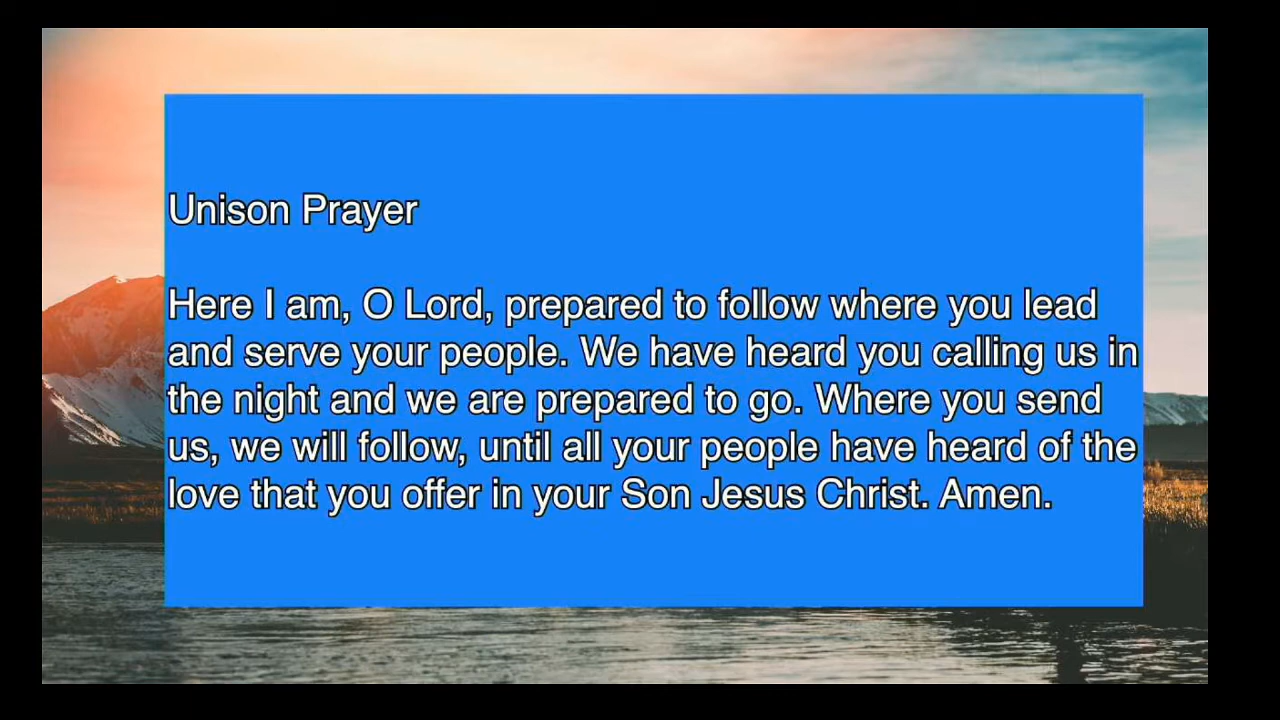 Unison Prayer
Here I am, O Lord, prepared to follow where you lead
and serve your people. We have heard you calling us in
the night and we are prepared to go. Where you send
us, we will follow, until all your people have heard of the
love that you offer in your Son Jesus Christ. Amen.